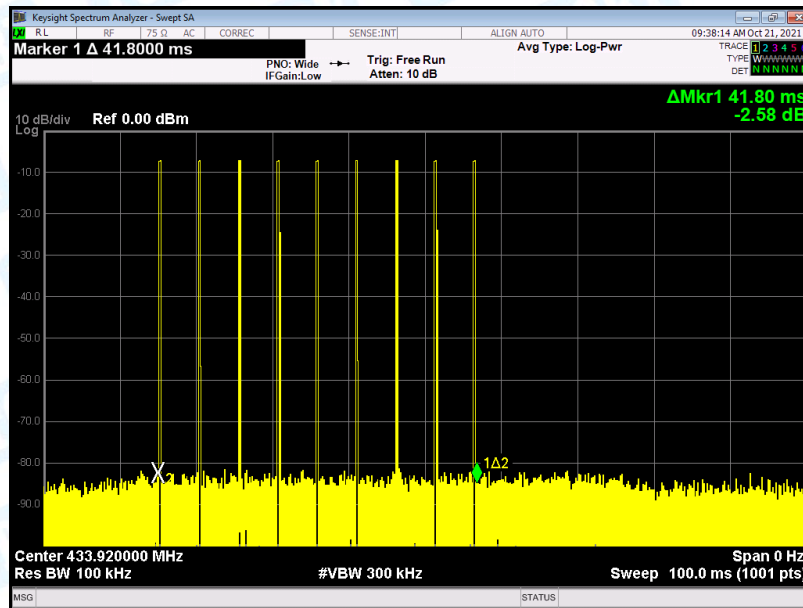 Keysight Spectrum Analyzer - Swept SA
RL RF 75 Ω AC CORREC SENSE:INT ALIGN AUTO 09:38:14 AM Oct 21, 2021
Marker 1 Δ 41.8000 ms
PNO: Wide
IFGain:Low
Trig: Free Run
Atten: 10 dB
Avg Type: Log-Pwr
TRACE 1 2 3 4 5
TYPE W
DET N N N N N
ΔMkr1 41.80 ms
-2.58 dB
10 dB/div Ref 0.00 dBm
Log
-10.0
-20.0
-30.0
-40.0
-50.0
-60.0
-70.0
-80.0
-90.0
X2
1Δ2
Center 433.920000 MHz Span 0 Hz
Res BW 100 kHz #VBW 300 kHz Sweep 100.0 ms (1001 pts)
MSG STATUS